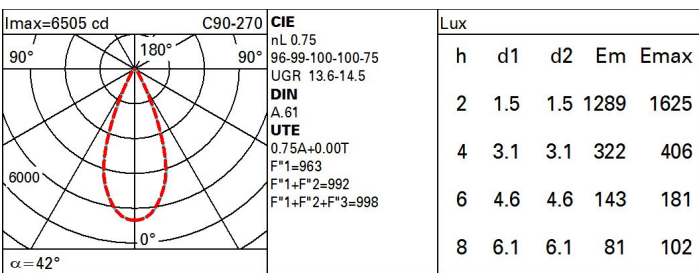 Imax=6505 cd C90-270
90° 180° 90°
6000
0°
α=42°
CIE
nL 0.75
96-99-100-100-75
UGR 13.6-14.5
DIN
A.61
UTE
0.75A+0.00T
F"1=963
F"1+F"2=992
F"1+F"2+F"3=998
Lux
h d1 d2 Em Emax
2 1.5 1.5 1289 1625
4 3.1 3.1 322 406
6 4.6 4.6 143 181
8 6.1 6.1 81 102